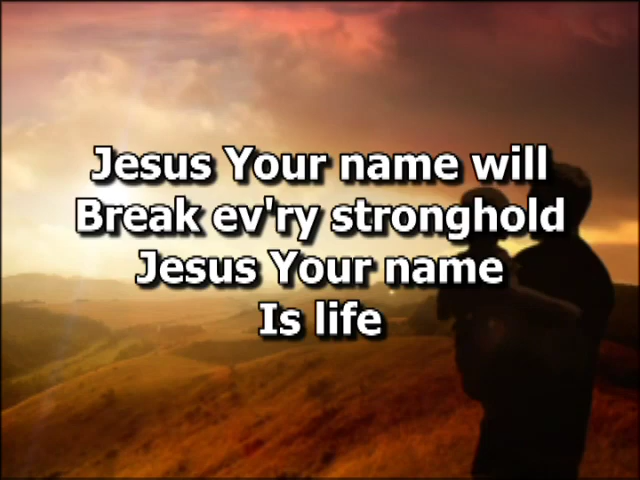 Jesus Your name will
Break ev'ry stronghold
Jesus Your name
Is life